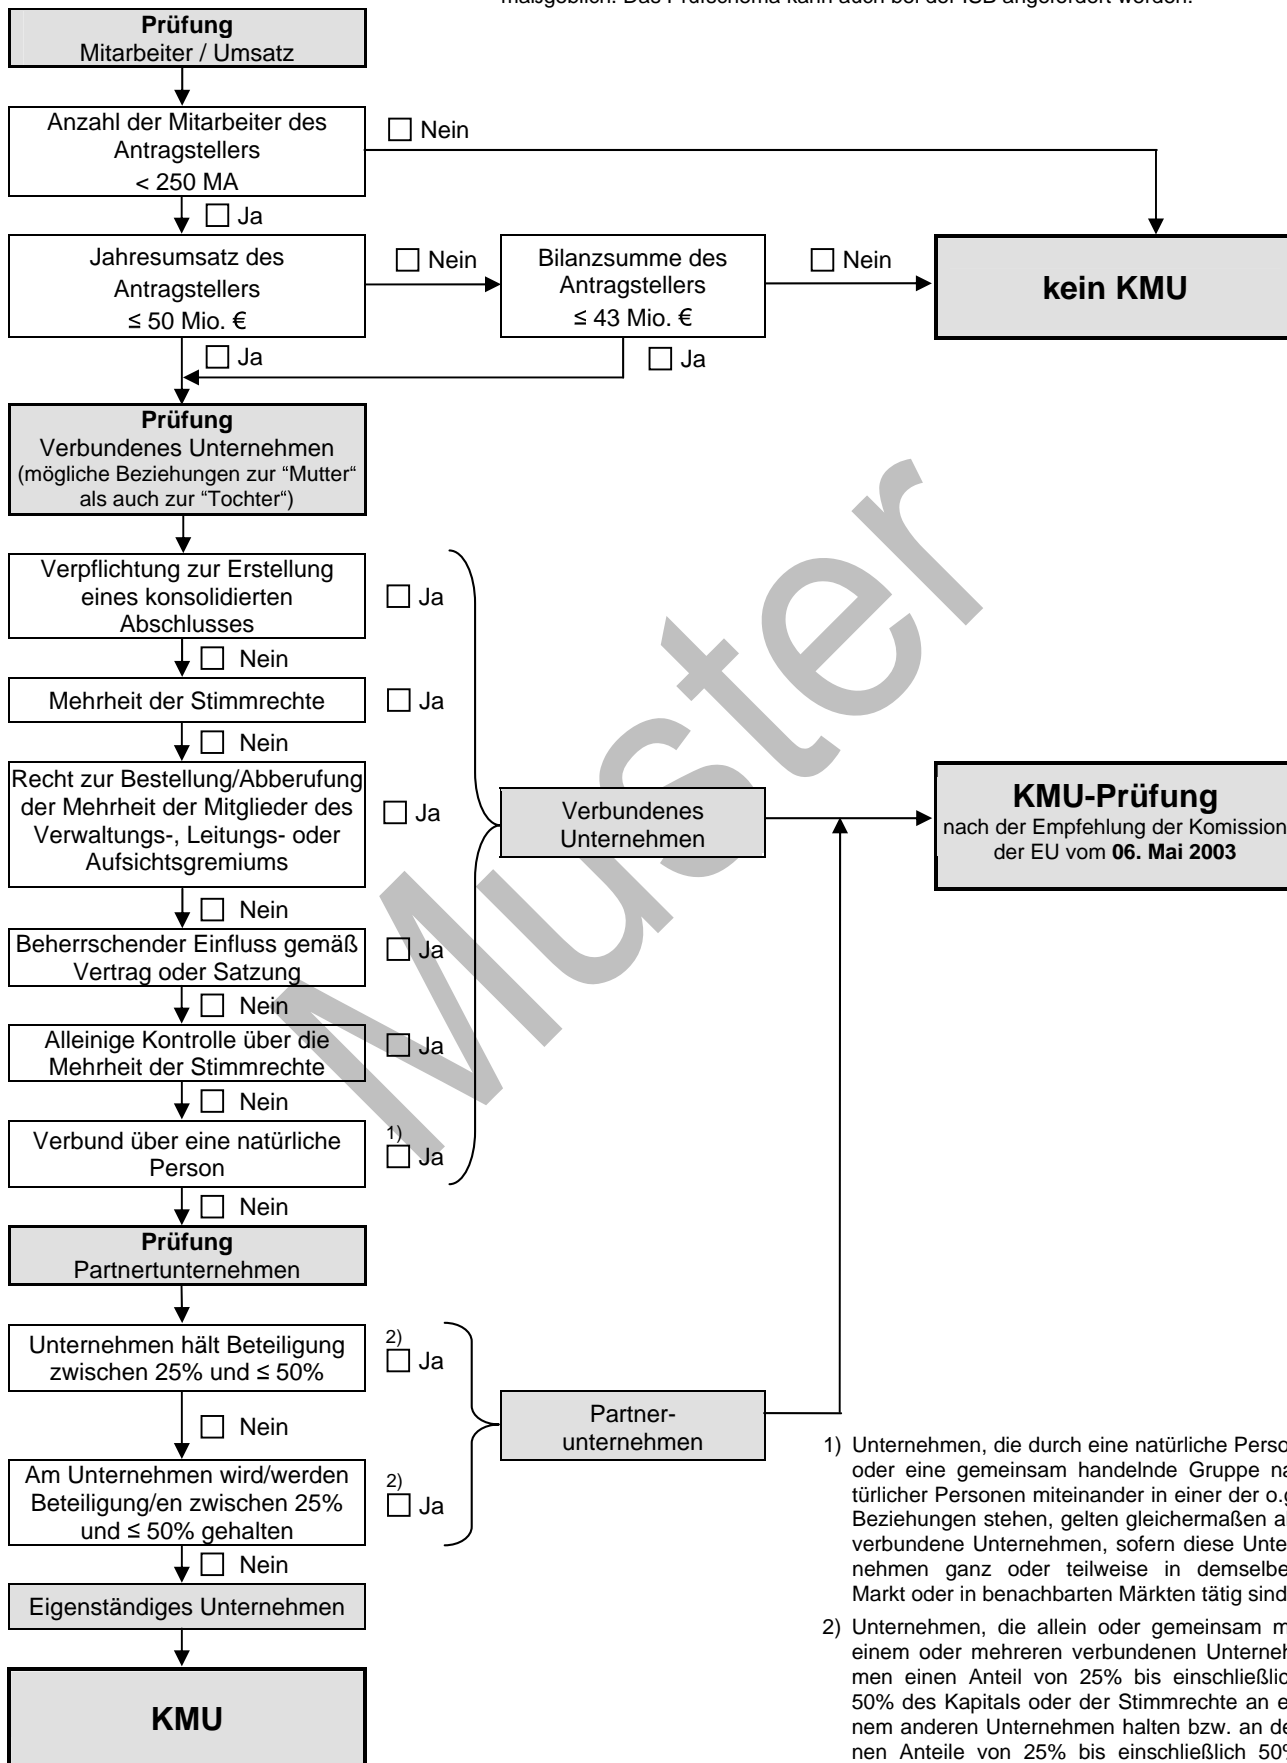 maßgeblich. Das Prüfschema kann auch bei der ISB angefordert werden.
Prüfung
Mitarbeiter / Umsatz
Anzahl der Mitarbeiter des
Antragstellers
< 250 MA
Nein
Ja
Jahresumsatz des
Antragstellers
≤ 50 Mio. €
Nein
Bilanzsumme des
Antragstellers
≤ 43 Mio. €
Nein
kein KMU
Ja
Ja
Prüfung
Verbundenes Unternehmen
(mögliche Beziehungen zur “Mutter“
als auch zur “Tochter“)
Verpflichtung zur Erstellung
eines konsolidierten
Abschlusses
Ja
Nein
Mehrheit der Stimmrechte
Ja
Nein
Recht zur Bestellung/Abberufung
der Mehrheit der Mitglieder des
Verwaltungs-, Leitungs- oder
Aufsichtsgremiums
Ja
Verbundenes
Unternehmen
KMU-Prüfung
nach der Empfehlung der Komission
der EU vom 06. Mai 2003
Nein
Beherrschender Einfluss gemäß
Vertrag oder Satzung
Ja
Nein
Alleinige Kontrolle über die
Mehrheit der Stimmrechte
Ja
Nein
Verbund über eine natürliche
Person
1)
Ja
Nein
Prüfung
Partnertunternehmen
Unternehmen hält Beteiligung
zwischen 25% und ≤ 50%
2)
Ja
Nein
Partner-
unternehmen
Am Unternehmen wird/werden
Beteiligung/en zwischen 25%
und ≤ 50% gehalten
2)
Ja
Nein
Eigenständiges Unternehmen
KMU
1) Unternehmen, die durch eine natürliche Perso
oder eine gemeinsam handelnde Gruppe na
türlicher Personen miteinander in einer der o.g
Beziehungen stehen, gelten gleichermaßen a
verbundene Unternehmen, sofern diese Unte
nehmen ganz oder teilweise in demselbe
Markt oder in benachbarten Märkten tätig sind
2) Unternehmen, die allein oder gemeinsam m
einem oder mehreren verbundenen Unterneh
men einen Anteil von 25% bis einschließlic
50% des Kapitals oder der Stimmrechte an e
nem anderen Unternehmen halten bzw. an de
nen Anteile von 25% bis einschließlich 50%
Muster